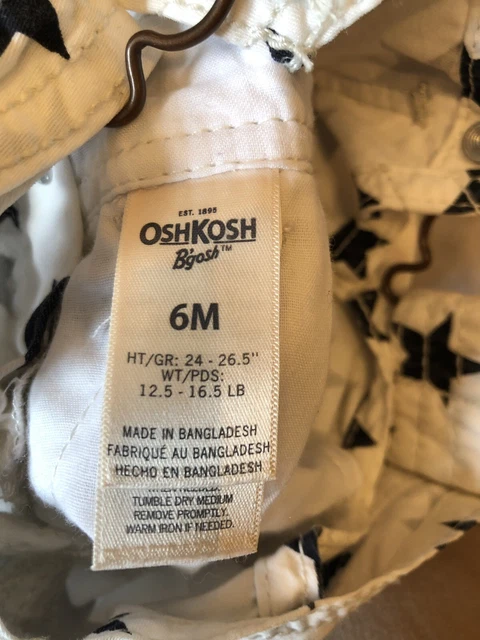 EST. 1895
OSHKOSH
B'gosh™
6M
HT/GR: 24 - 26.5"
WT/PDS:
12.5 - 16.5 LB
MADE IN BANGLADESH
FABRIQUÉ AU BANGLADESH
HECHO EN BANGLADESH
TUMBLE DRY MEDIUM
REMOVE PROMPTLY.
WARM IRON IF NEEDED.